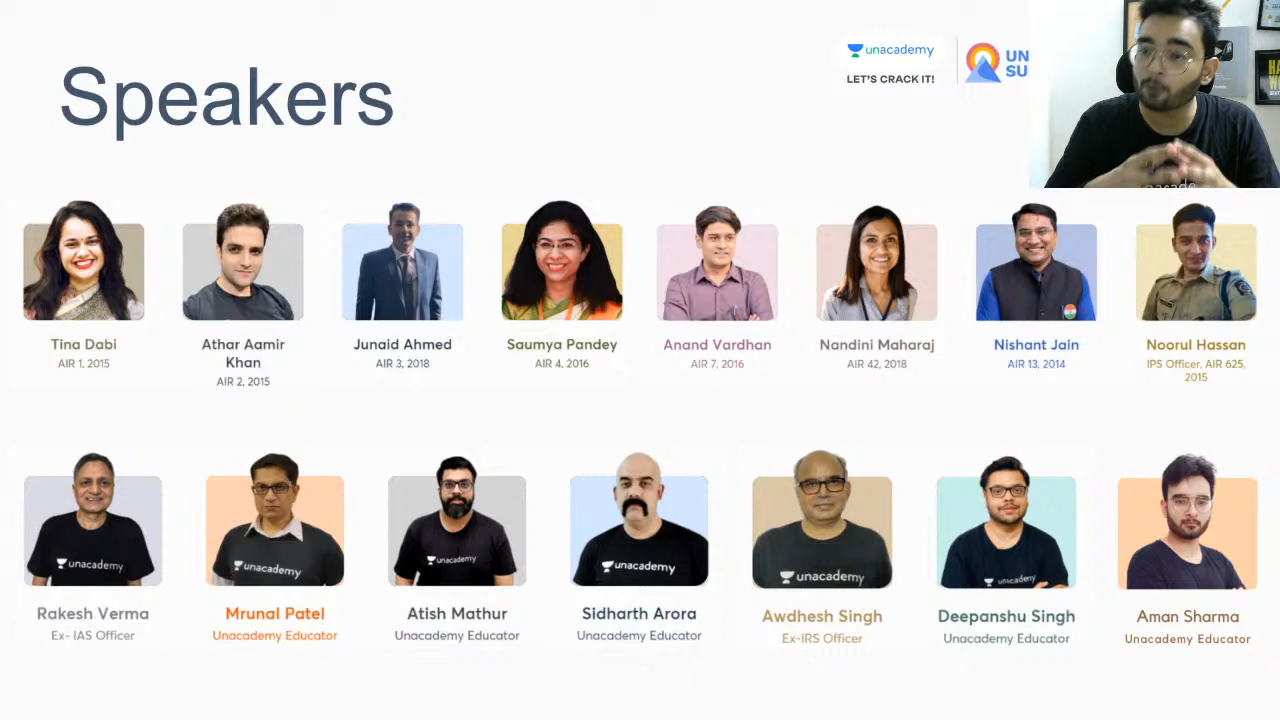 unacademy
LET'S CRACK IT!
UN
SU
Speakers
Tina Dabi
AIR 1, 2015
Athar Aamir
Khan
AIR 2, 2015
Junaid Ahmed
AIR 3, 2018
Saumya Pandey
AIR 4, 2016
Anand Vardhan
AIR 7, 2016
Nandini Maharaj
AIR 42, 2018
Nishant Jain
AIR 13, 2014
Noorul Hassan
IPS Officer, AIR 625,
2015
unacademy
unacademy
unacademy
unacademy
unacademy
unacademy
Rakesh Verma
Ex- IAS Officer
Mrunal Patel
Unacademy Educator
Atish Mathur
Unacademy Educator
Sidharth Arora
Unacademy Educator
Awdhesh Singh
Ex-IRS Officer
Deepanshu Singh
Unacademy Educator
Aman Sharma
Unacademy Educator